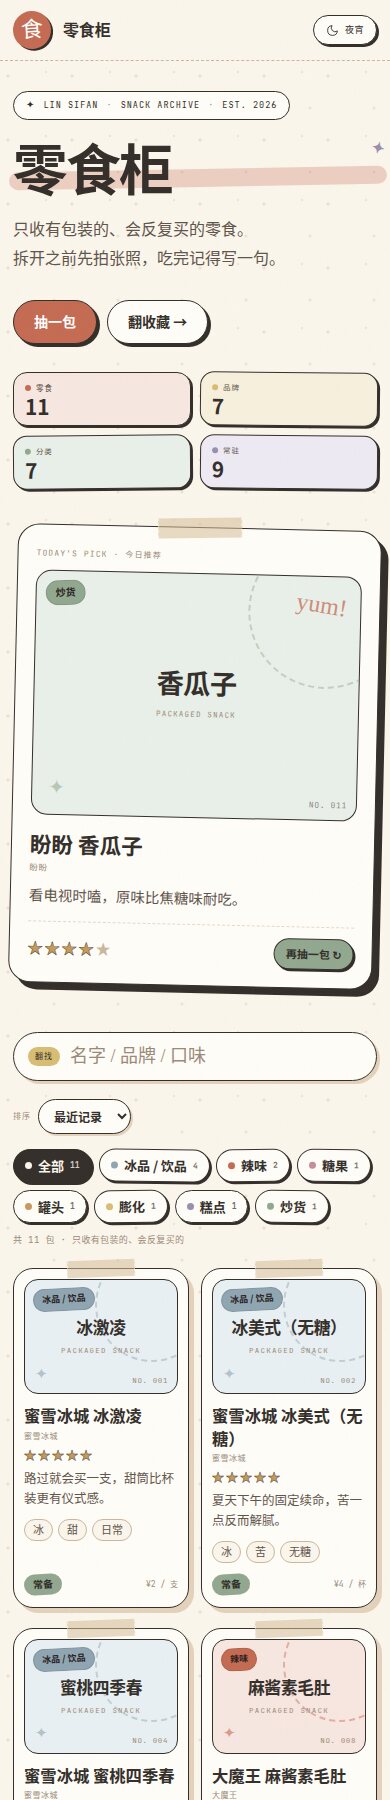 食 零食柜
夜宵
LIN SIFAN · SNACK ARCHIVE · EST. 2026
零食柜
只收有包装的、会反复买的零食。
拆开之前先拍张照，吃完记得写一句。
抽一包
翻收藏 →
零食
11
品牌
7
分类
7
常驻
9
TODAY'S PICK · 今日推荐
炒货
yum!
香瓜子
PACKAGED SNACK
NO. 011
盼盼 香瓜子
盼盼
看电视时嗑，原味比焦糖味耐吃。
★★★★★
再抽一包 ↻
翻找 名字 / 品牌 / 口味
排序 最近记录
全部 11
冰品 / 饮品 4
辣味 2
糖果 1
罐头 1
膨化 1
糕点 1
炒货 1
共 11 包 · 只收有包装的、会反复买的
冰品 / 饮品
冰激凌
PACKAGED SNACK
NO. 001
蜜雪冰城 冰激凌
蜜雪冰城
★★★★★
路过就会买一支，甜筒比杯
装更有仪式感。
冰 甜 日常
常备 ¥2 / 支
冰品 / 饮品
冰美式（无糖）
PACKAGED SNACK
NO. 002
蜜雪冰城 冰美式（无
糖）
蜜雪冰城
★★★★★
夏天下午的固定续命，苦一
点反而解腻。
冰 苦 无糖
常备 ¥4 / 杯
冰品 / 饮品
蜜桃四季春
PACKAGED SNACK
NO. 004
蜜雪冰城 蜜桃四季春
蜜雪冰城
辣味
麻酱素毛肚
PACKAGED SNACK
NO. 008
大魔王 麻酱素毛肚
大魔王